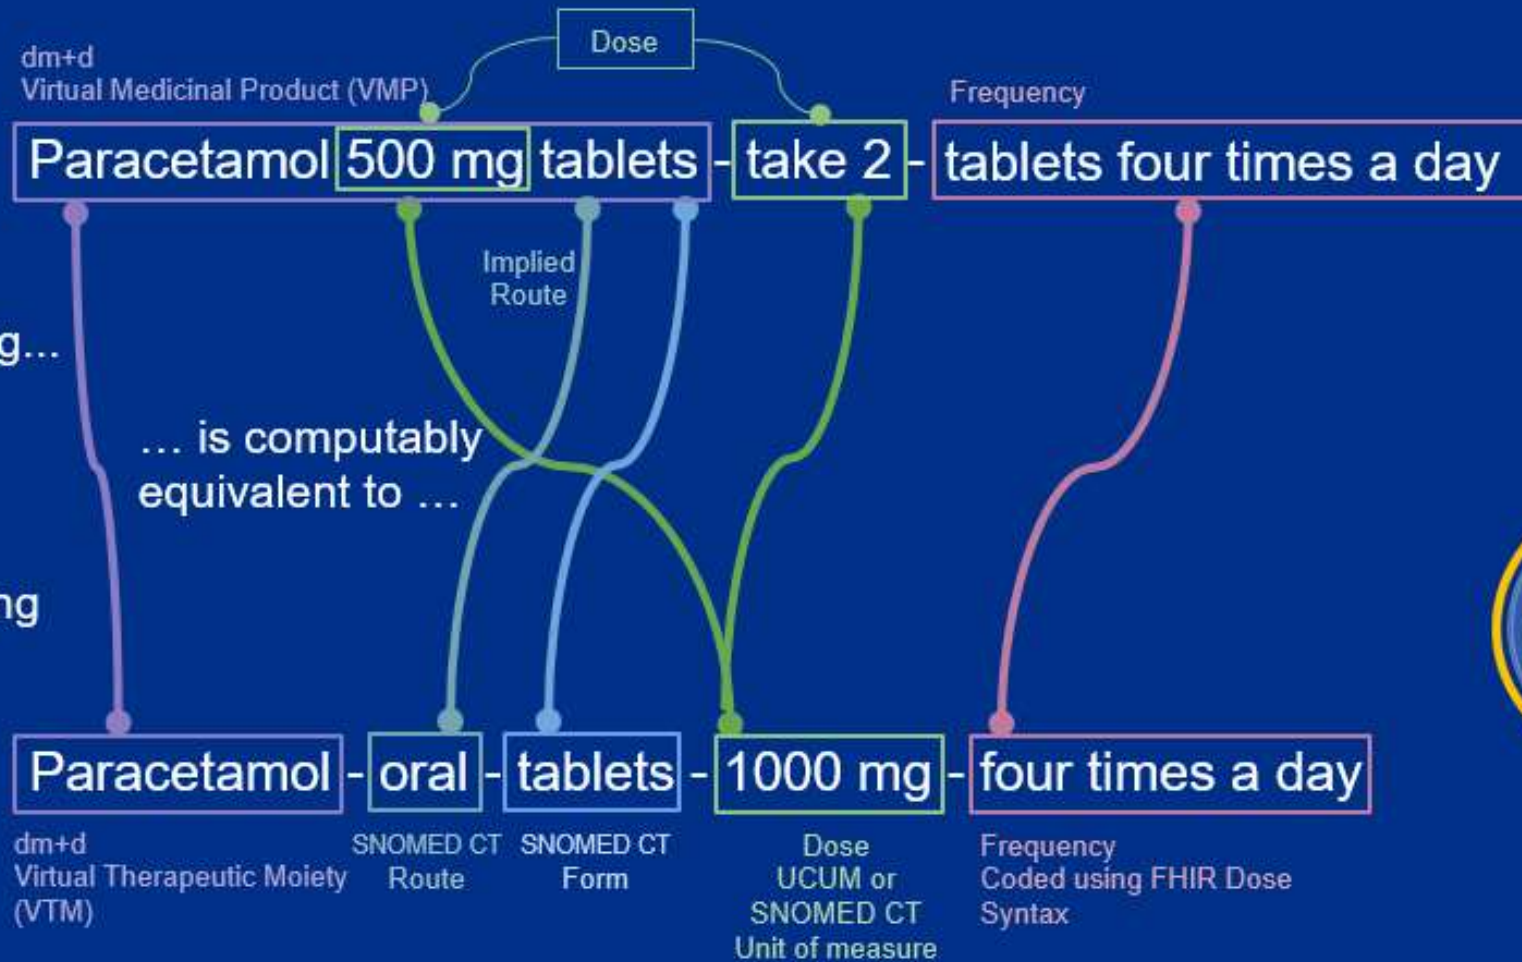 Dose
dm+d
Virtual Medicinal Product (VMP)
Frequency
Paracetamol 500 mg tablets - take 2 - tablets four times a day
Implied
Route
g...
... is computably
equivalent to ...
ng
Paracetamol - oral - tablets - 1000 mg - four times a day
dm+d
Virtual Therapeutic Moiety
(VTM)
SNOMED CT
Route
SNOMED CT
Form
Dose
UCUM or
SNOMED CT
Unit of measure
Frequency
Coded using FHIR Dose
Syntax